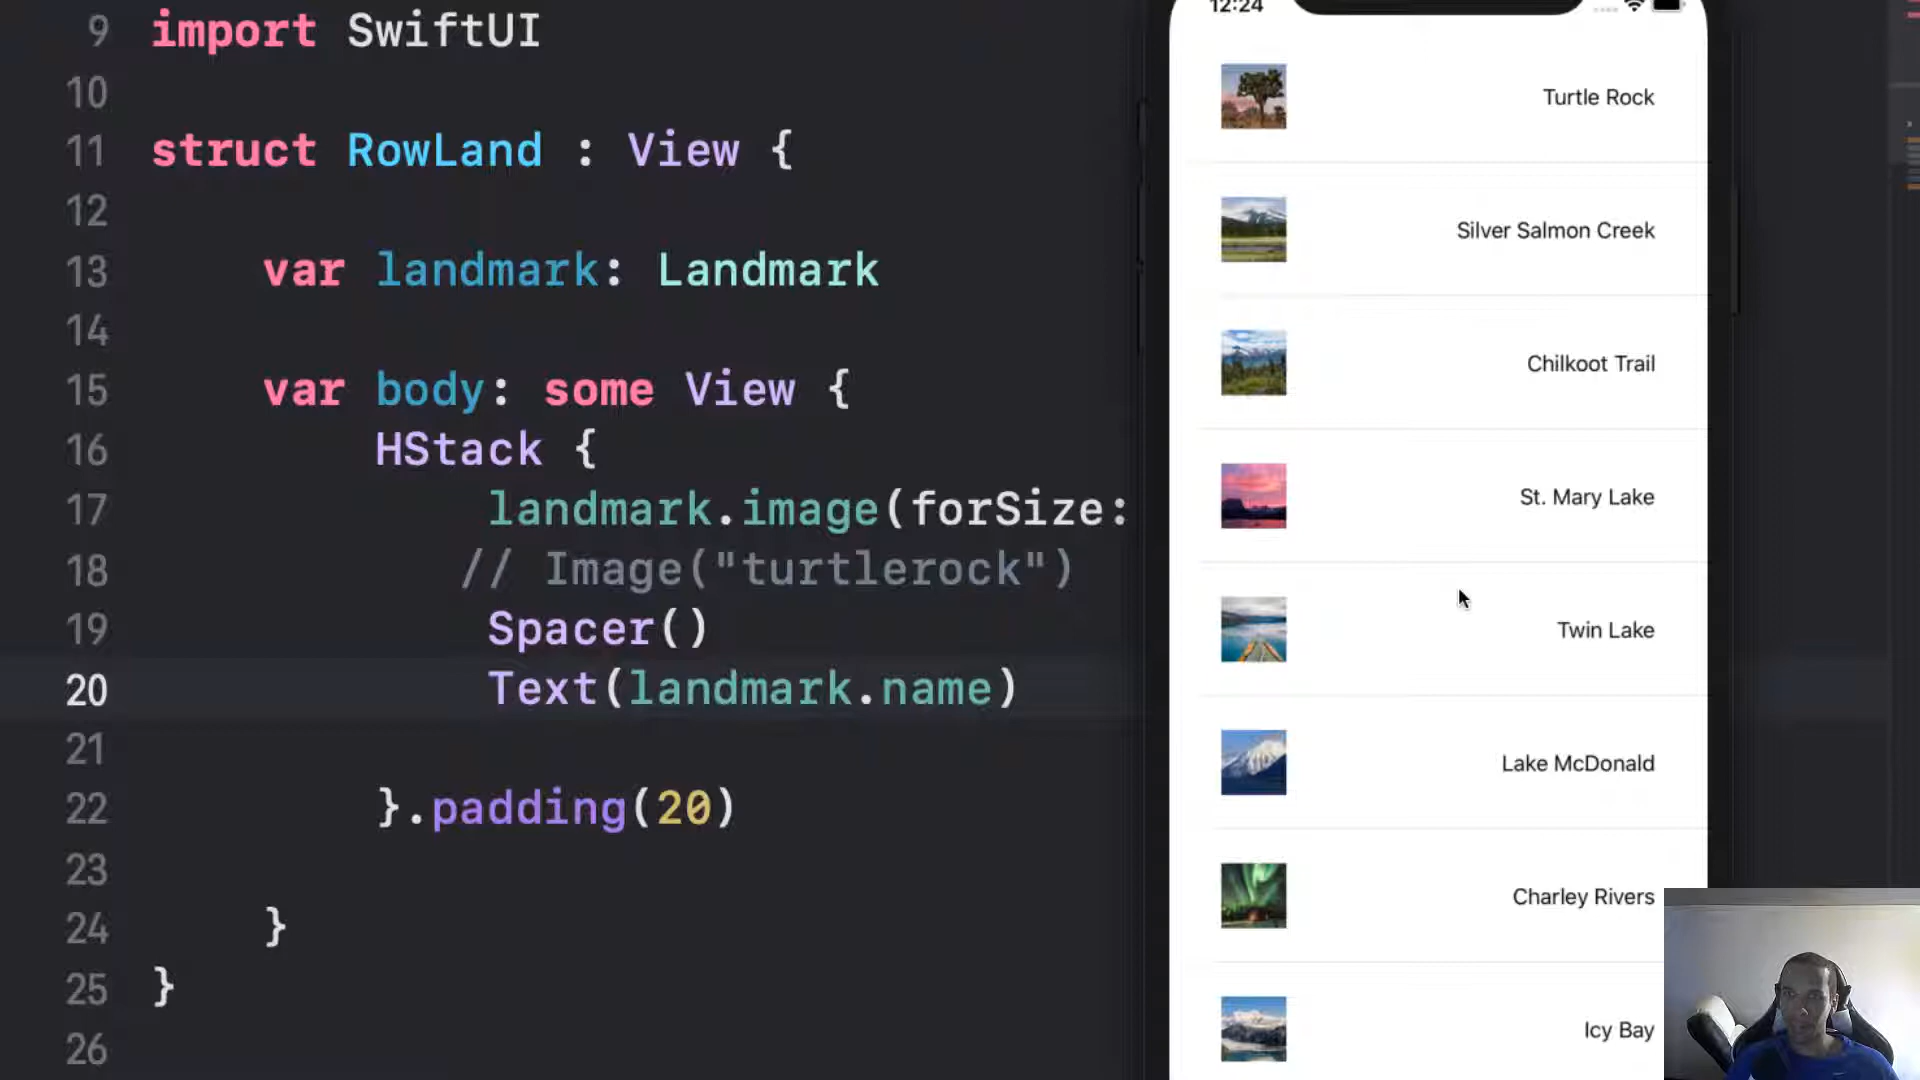 9 import SwiftUI
10
11 struct RowLand : View {
12
13 var landmark: Landmark
14
15 var body: some View {
16 HStack {
17 landmark.image(forSize:
18 // Image("turtlerock")
19 Spacer()
20 Text(landmark.name)
21
22 }.padding(20)
23
24 }
25 }
26
12:24
Turtle Rock
Silver Salmon Creek
Chilkoot Trail
St. Mary Lake
Twin Lake
Lake McDonald
Charley Rivers
Icy Bay